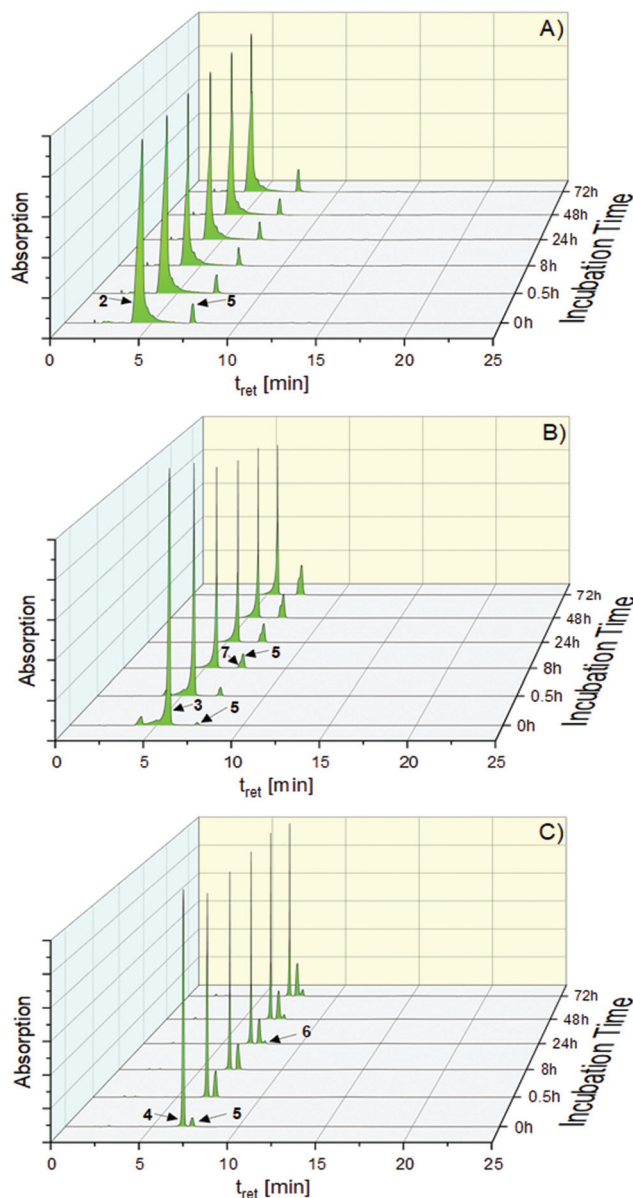 A)
Absorption
72h
48h
24h
8h
0.5h
0h
Incubation Time
2
5
0
5
10
15
20
25
t_ret [min]
B)
Absorption
72h
48h
24h
8h
0.5h
0h
Incubation Time
7
5
3
5
0
5
10
15
20
25
t_ret [min]
C)
Absorption
72h
48h
24h
8h
0.5h
0h
Incubation Time
6
4
5
0
5
10
15
20
25
t_ret [min]